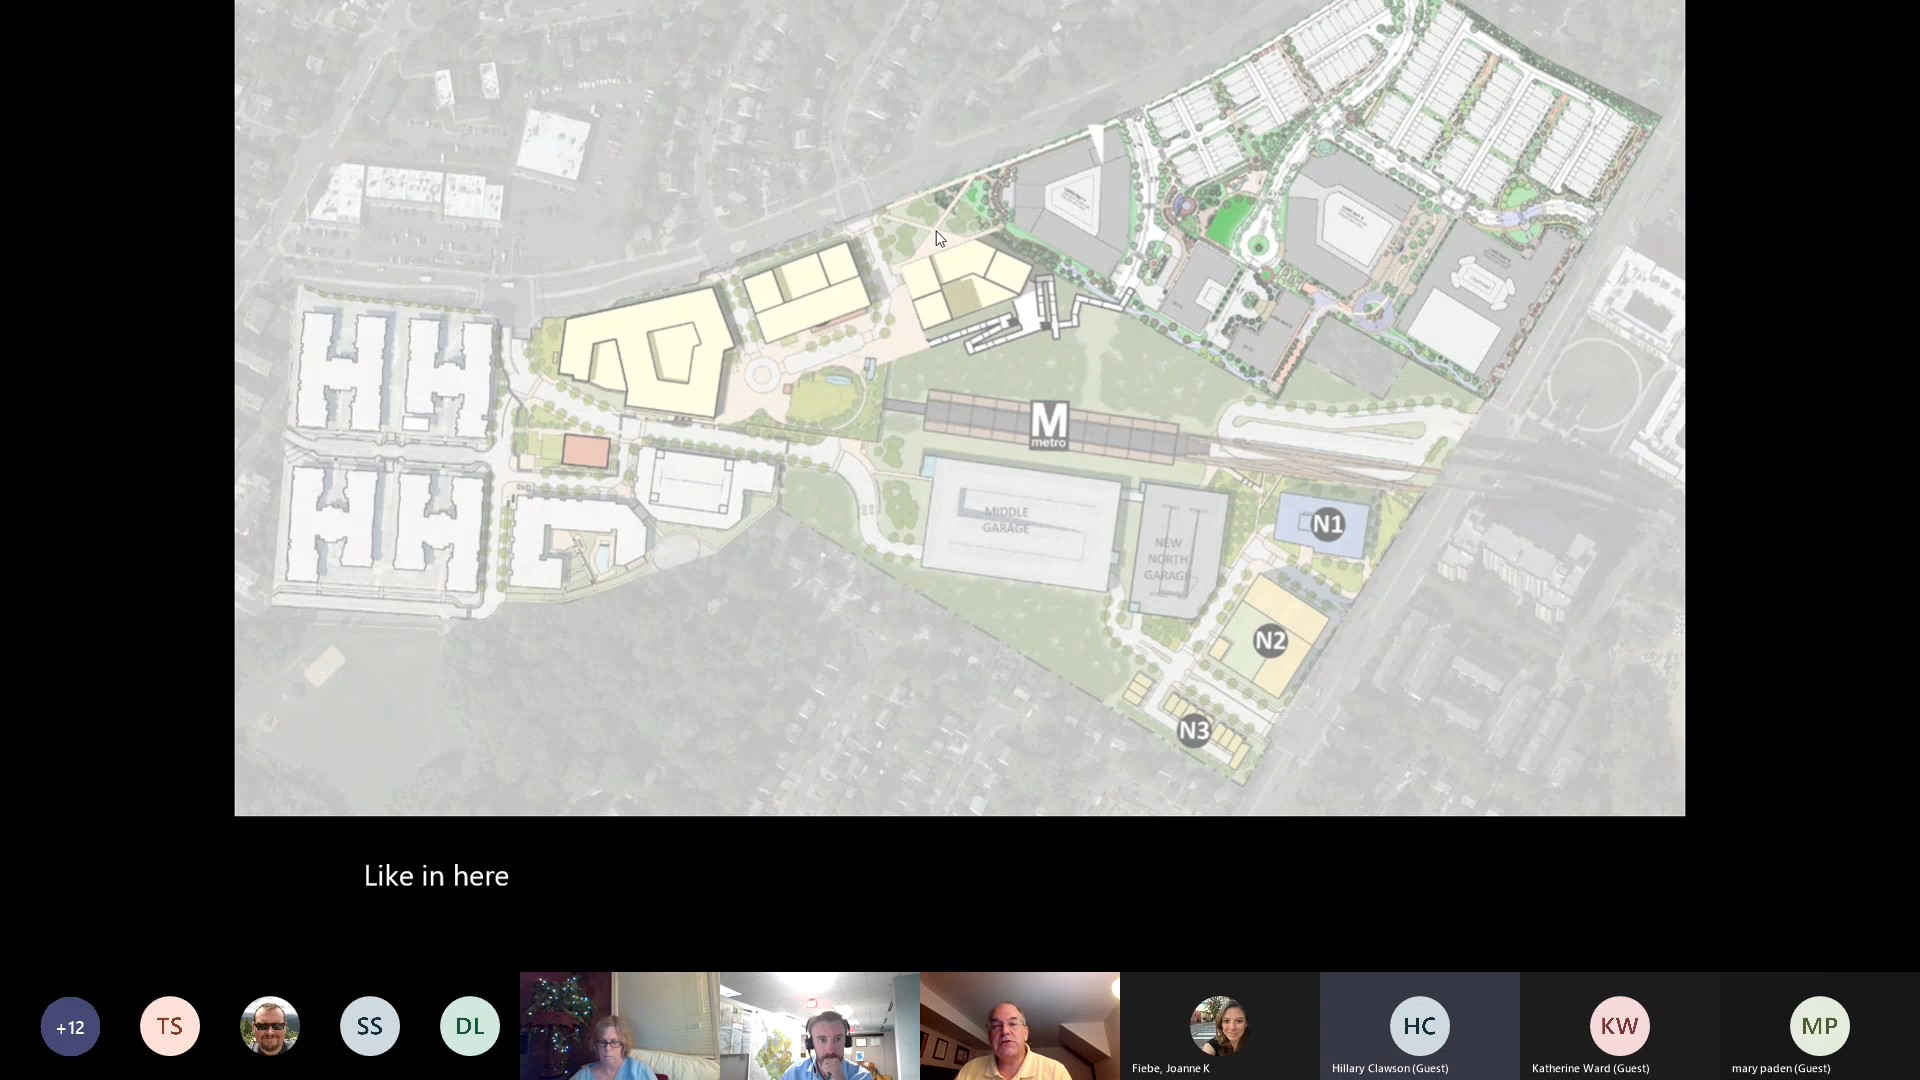 M
metro
MIDDLE
GARAGE
NEW
NORTH
GARAGE
N1
N2
N3
Like in here
+12
TS
SS
DL
HC
KW
MP
Fiebe, Joanne K
Hillary Clawson (Guest)
Katherine Ward (Guest)
mary paden (Guest)